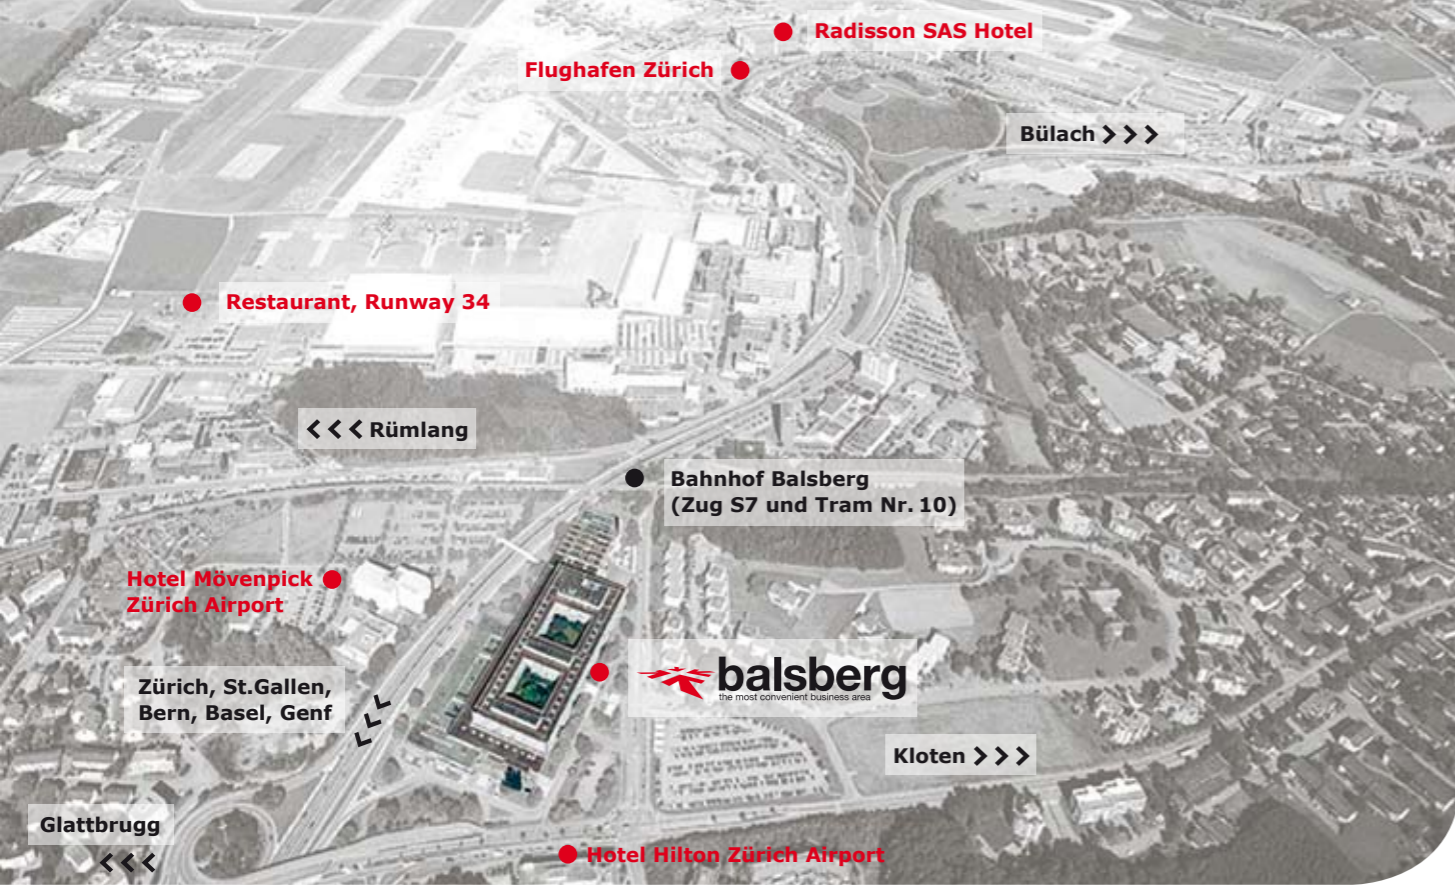 Radisson SAS Hotel
Flughafen Zürich
Bülach >>>
Restaurant, Runway 34
<<< Rümlang
Bahnhof Balsberg
(Zug S7 und Tram Nr. 10)
Hotel Mövenpick
Zürich Airport
balsberg
the most convenient business area
Zürich, St.Gallen,
Bern, Basel, Genf
Kloten >>>
Glattbrugg
<<<
Hotel Hilton Zürich Airport